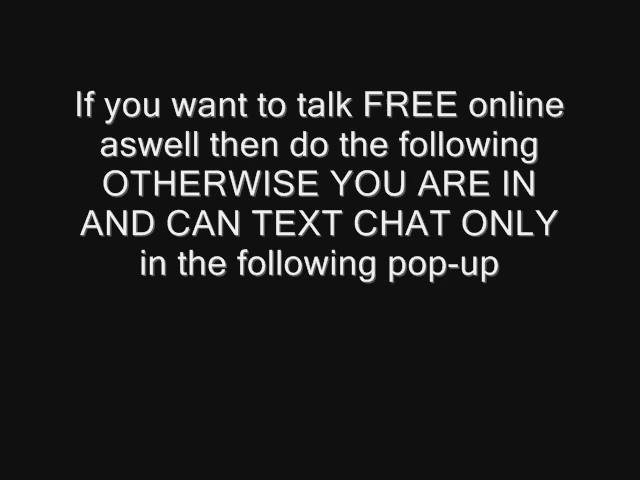 If you want to talk FREE online
aswell then do the following
OTHERWISE YOU ARE IN
AND CAN TEXT CHAT ONLY
in the following pop-up